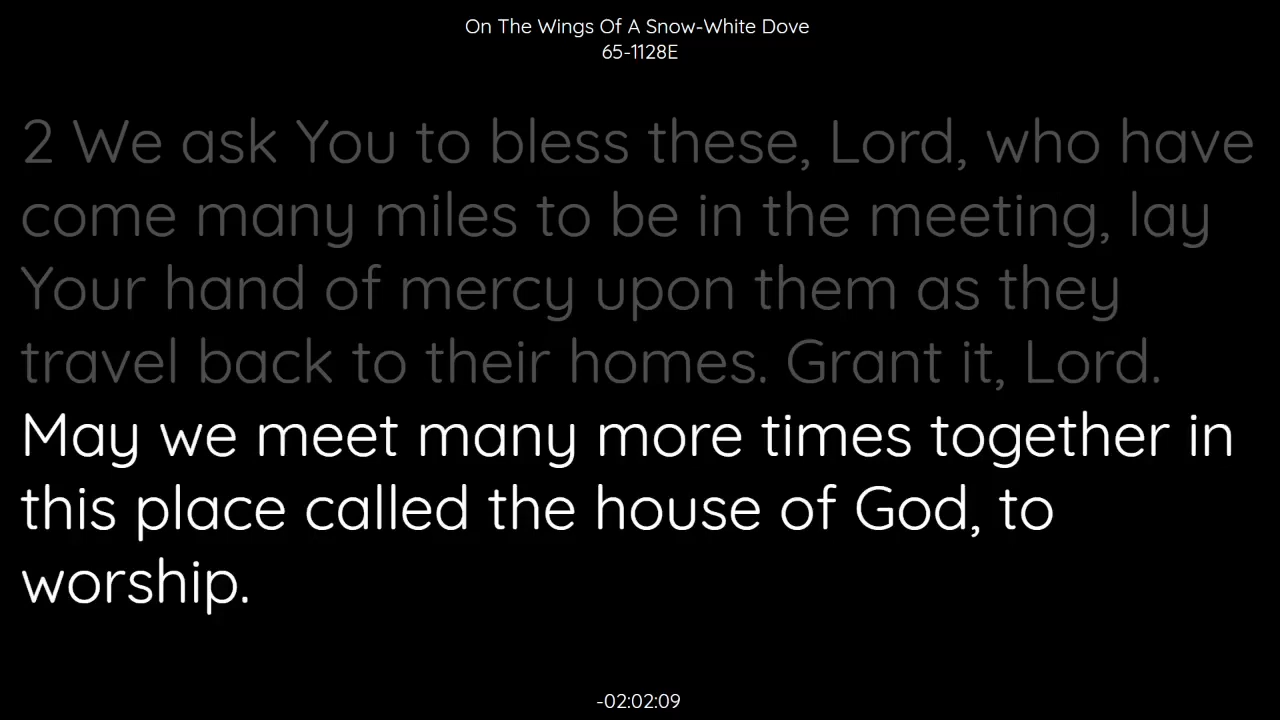 On The Wings Of A Snow-White Dove
65-1128E
2 We ask You to bless these, Lord, who have
come many miles to be in the meeting, lay
Your hand of mercy upon them as they
travel back to their homes. Grant it, Lord.
May we meet many more times together in
this place called the house of God, to
worship.
-02:02:09